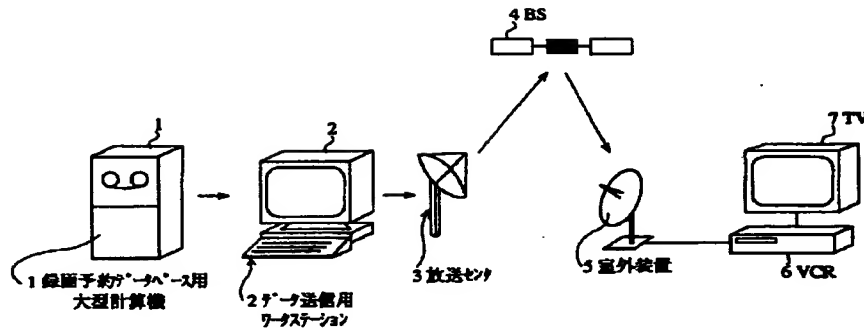 4 BS
1
2
7 TV
3 放送センタ
5 室外装置
6 VCR
1 録画予約データベース用
大型計算機
2 データ送信用
ワークステーション